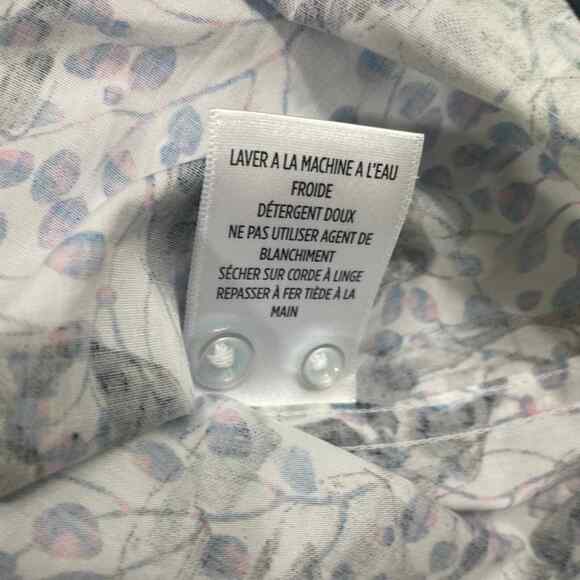 LAVER A LA MACHINE A L'EAU
FROIDE
DÉTERGENT DOUX
NE PAS UTILISER AGENT DE
BLANCHIMENT
SÉCHER SUR CORDE À LINGE
REPASSER À FER TIÈDE À LA
MAIN